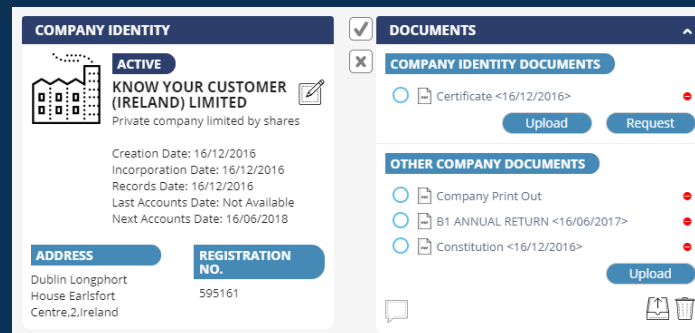 COMPANY IDENTITY
ACTIVE
KNOW YOUR CUSTOMER
(IRELAND) LIMITED
Private company limited by shares
Creation Date: 16/12/2016
Incorporation Date: 16/12/2016
Records Date: 16/12/2016
Last Accounts Date: Not Available
Next Accounts Date: 16/06/2018
ADDRESS
Dublin Longphort
House Earlsfort
Centre,2,Ireland
REGISTRATION
NO.
595161
DOCUMENTS
COMPANY IDENTITY DOCUMENTS
Certificate <16/12/2016>
Upload Request
OTHER COMPANY DOCUMENTS
Company Print Out
B1 ANNUAL RETURN <16/06/2017>
Constitution <16/12/2016>
Upload